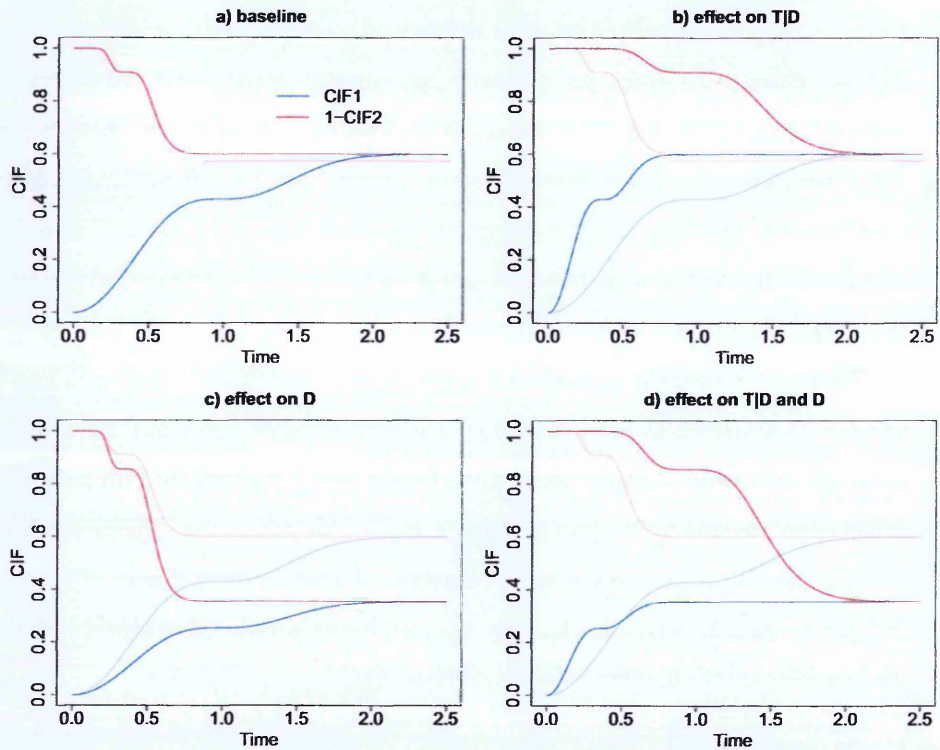 a) baseline
CIF
0.0 0.2 0.4 0.6 0.8 1.0
CIF1
1−CIF2
0.0 0.5 1.0 1.5 2.0 2.5
Time
b) effect on T|D
CIF
0.0 0.2 0.4 0.6 0.8 1.0
0.0 0.5 1.0 1.5 2.0 2.5
Time
c) effect on D
CIF
0.0 0.2 0.4 0.6 0.8 1.0
0.0 0.5 1.0 1.5 2.0 2.5
Time
d) effect on T|D and D
CIF
0.0 0.2 0.4 0.6 0.8 1.0
0.0 0.5 1.0 1.5 2.0 2.5
Time